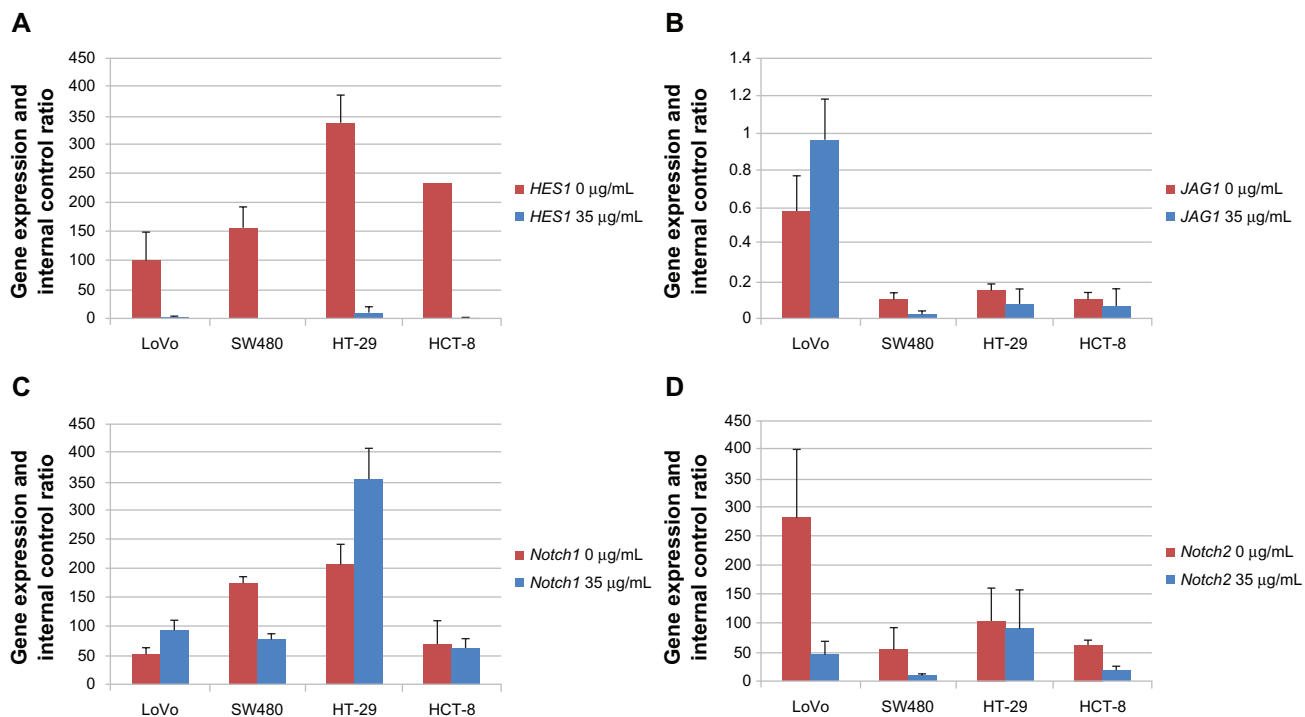 A
Gene expression and
internal control ratio
450
400
350
300
250
200
150
100
50
0
LoVo SW480 HT-29 HCT-8
HES1 0 μg/mL
HES1 35 μg/mL
B
Gene expression and
internal control ratio
1.4
1.2
1
0.8
0.6
0.4
0.2
0
LoVo SW480 HT-29 HCT-8
JAG1 0 μg/mL
JAG1 35 μg/mL
C
Gene expression and
internal control ratio
450
400
350
300
250
200
150
100
50
0
LoVo SW480 HT-29 HCT-8
Notch1 0 μg/mL
Notch1 35 μg/mL
D
Gene expression and
internal control ratio
450
400
350
300
250
200
150
100
50
0
LoVo SW480 HT-29 HCT-8
Notch2 0 μg/mL
Notch2 35 μg/mL